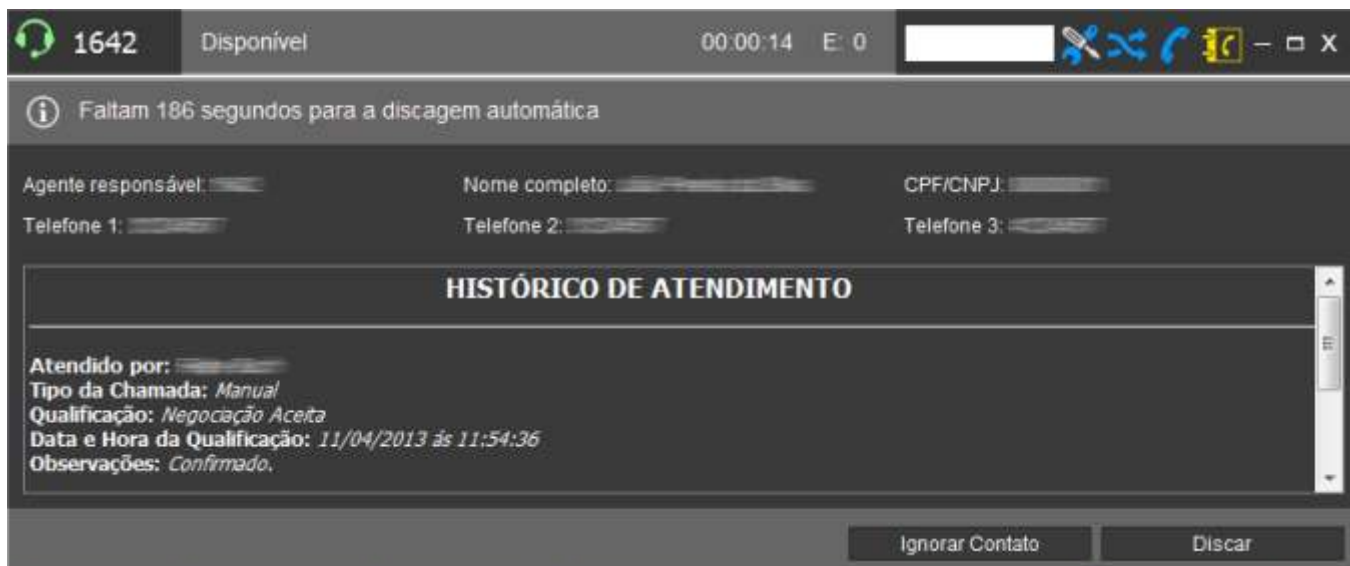 1642 Disponível 00:00:14 E: 0
Faltam 186 segundos para a discagem automática
Agente responsável: Nome completo: CPF/CNPJ:
Telefone 1: Telefone 2: Telefone 3:
HISTÓRICO DE ATENDIMENTO
Atendido por:
Tipo da Chamada: Manual
Qualificação: Negociação Aceita
Data e Hora da Qualificação: 11/04/2013 ás 11:54:36
Observações: Confirmado.
Ignorar Contato Discar